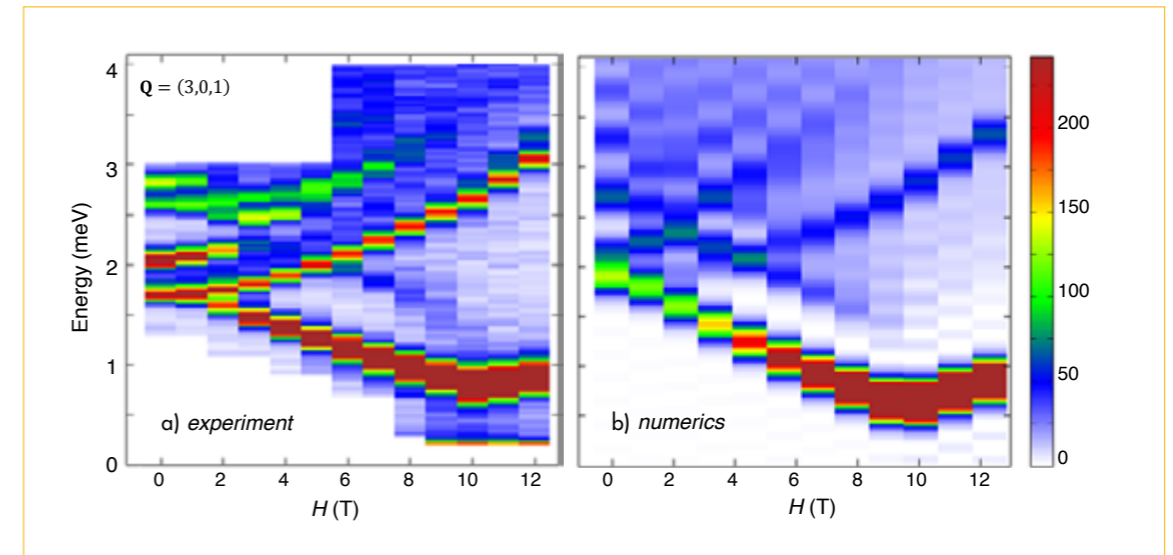 4
3
2
1
0
Energy (meV)
Q = (3,0,1)
a) experiment
0 2 4 6 8 10 12
H (T)
b) numerics
0 2 4 6 8 10 12
H (T)
200
150
100
50
0